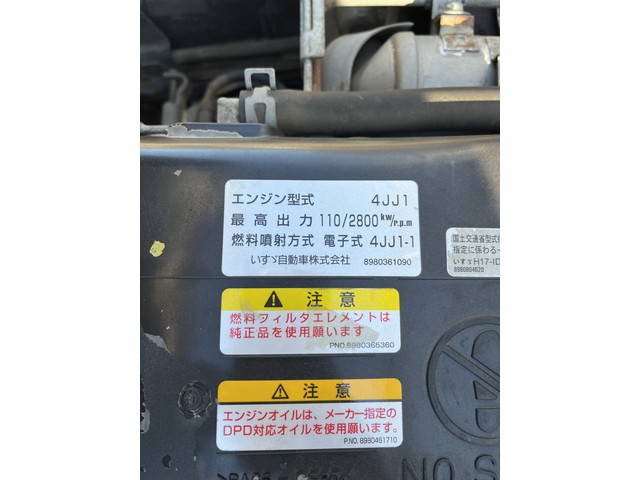 エンジン型式 4JJ1
最高出力 110/2800 kw/r.p.m
燃料噴射方式 電子式 4JJ1-1
いすゞ自動車株式会社 8980361090
国土交通省型式
指定に係わる一
いすゞH17-ID
8980804620
注意
燃料フィルタエレメントは
純正品を使用願います
PNO.8980365360
注意
エンジンオイルは、メーカー指定の
DPD対応オイルを使用願います。
P.NO. 8980461710
NO S